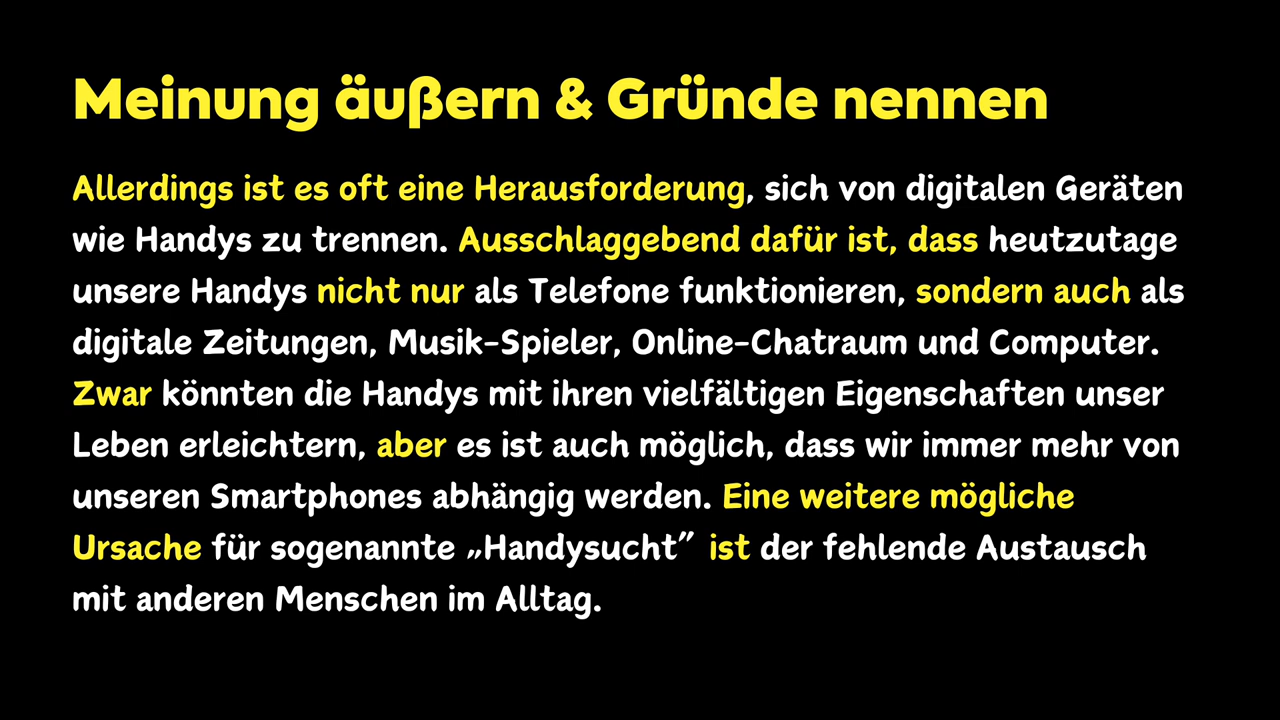 Meinung äußern & Gründe nennen
Allerdings ist es oft eine Herausforderung, sich von digitalen Geräten
wie Handys zu trennen. Ausschlaggebend dafür ist, dass heutzutage
unsere Handys nicht nur als Telefone funktionieren, sondern auch als
digitale Zeitungen, Musik-Spieler, Online-Chatraum und Computer.
Zwar könnten die Handys mit ihren vielfältigen Eigenschaften unser
Leben erleichtern, aber es ist auch möglich, dass wir immer mehr von
unseren Smartphones abhängig werden. Eine weitere mögliche
Ursache für sogenannte „Handysucht” ist der fehlende Austausch
mit anderen Menschen im Alltag.